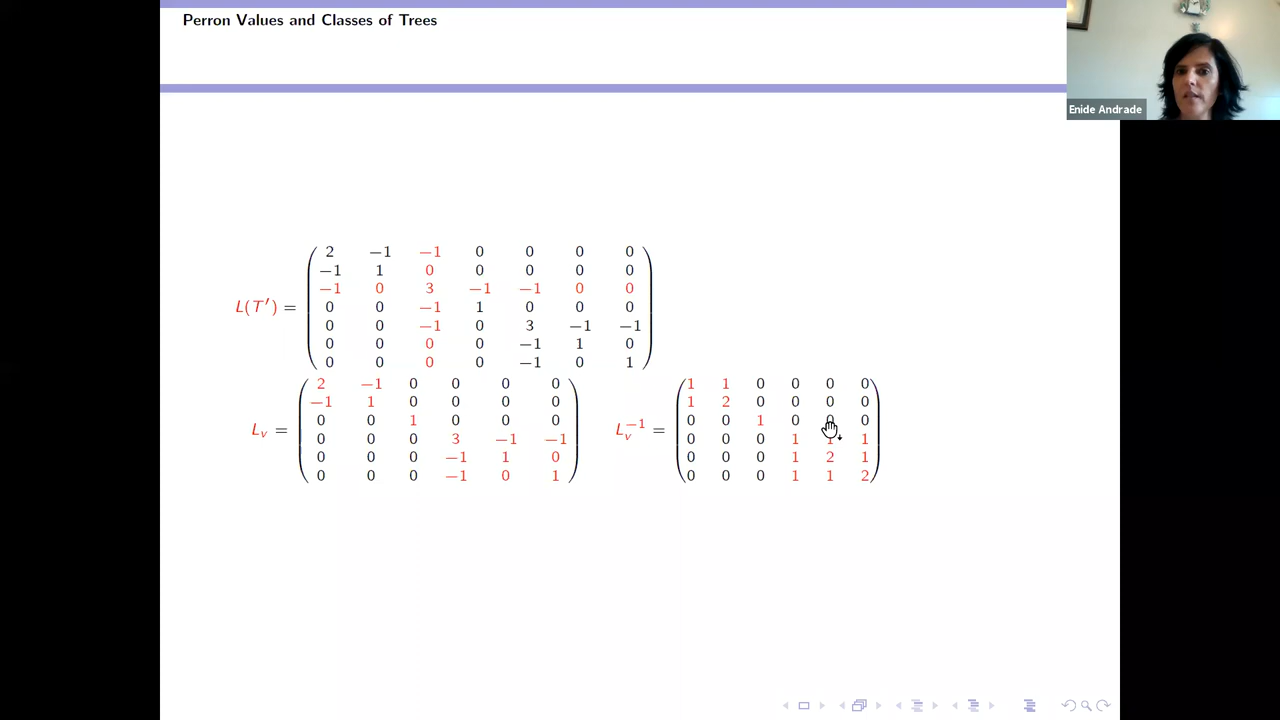 Perron Values and Classes of Trees
Enide Andrade
2 −1 −1 0 0 0 0
−1 1 0 0 0 0 0
−1 0 3 −1 −1 0 0
L(T′) = 0 0 −1 1 0 0 0
0 0 −1 0 3 −1 −1
0 0 0 0 −1 1 0
0 0 0 0 −1 0 1
2 −1 0 0 0 0
−1 1 0 0 0 0
0 0 1 0 0 0
L_v = 0 0 0 3 −1 −1
0 0 0 −1 1 0
0 0 0 −1 0 1
1 1 0 0 0 0
1 2 0 0 0 0
0 0 1 0 0 0
L_v^{−1} = 0 0 0 1 1 1
0 0 0 1 2 1
0 0 0 1 1 2